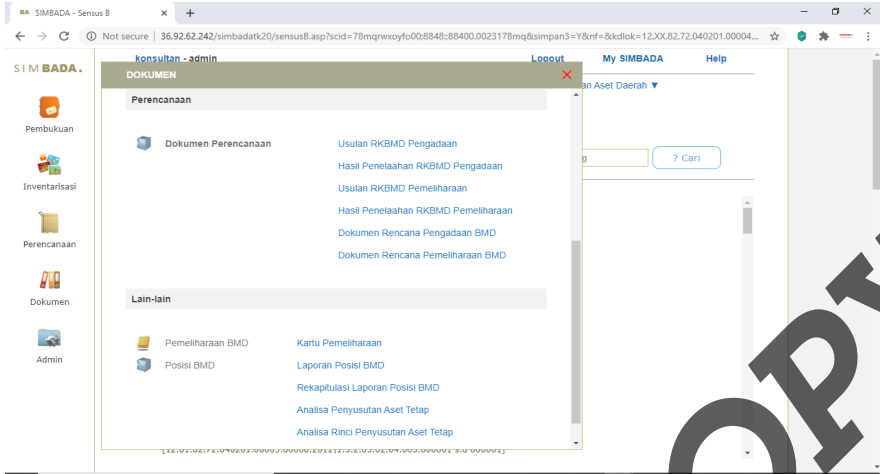 BA SIMBADA - Sensus B
Not secure | 36.92.62.242/simbadatk20/sensusB.asp?scid=78mqrwxoyfo00:8848:88400.0023178mq&simpan3=Y&nf=&kdlok=12.XX.82.72.040201.00004...
SIMBADA.
konsultan - admin
Logout
My SIMBADA
Help
DOKUMEN
an Aset Daerah ▼
Perencanaan
Pembukuan
Dokumen Perencanaan
Usulan RKBMD Pengadaan
g
? Cari
Hasil Penelaahan RKBMD Pengadaan
Inventarisasi
Usulan RKBMD Pemeliharaan
Hasil Penelaahan RKBMD Pemeliharaan
Dokumen Rencana Pengadaan BMD
Perencanaan
Dokumen Rencana Pemeliharaan BMD
Dokumen
Lain-lain
Pemeliharaan BMD
Kartu Pemeliharaan
Admin
Posisi BMD
Laporan Posisi BMD
Rekapitulasi Laporan Posisi BMD
Analisa Penyusutan Aset Tetap
Analisa Rinci Penyusutan Aset Tetap
OPY